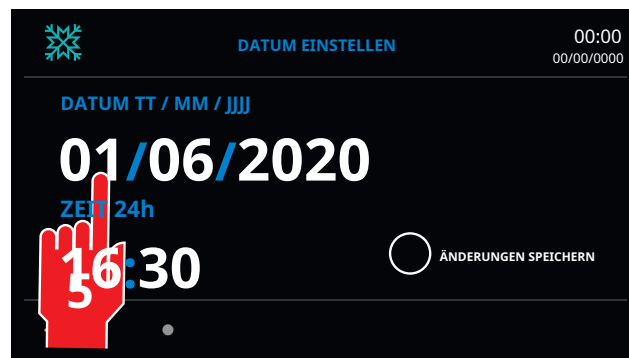 DATUM EINSTELLEN
00:00
00/00/0000
DATUM TT / MM / JJJJ
01/06/2020
ZEIT 24h
16:30
5
ÄNDERUNGEN SPEICHERN